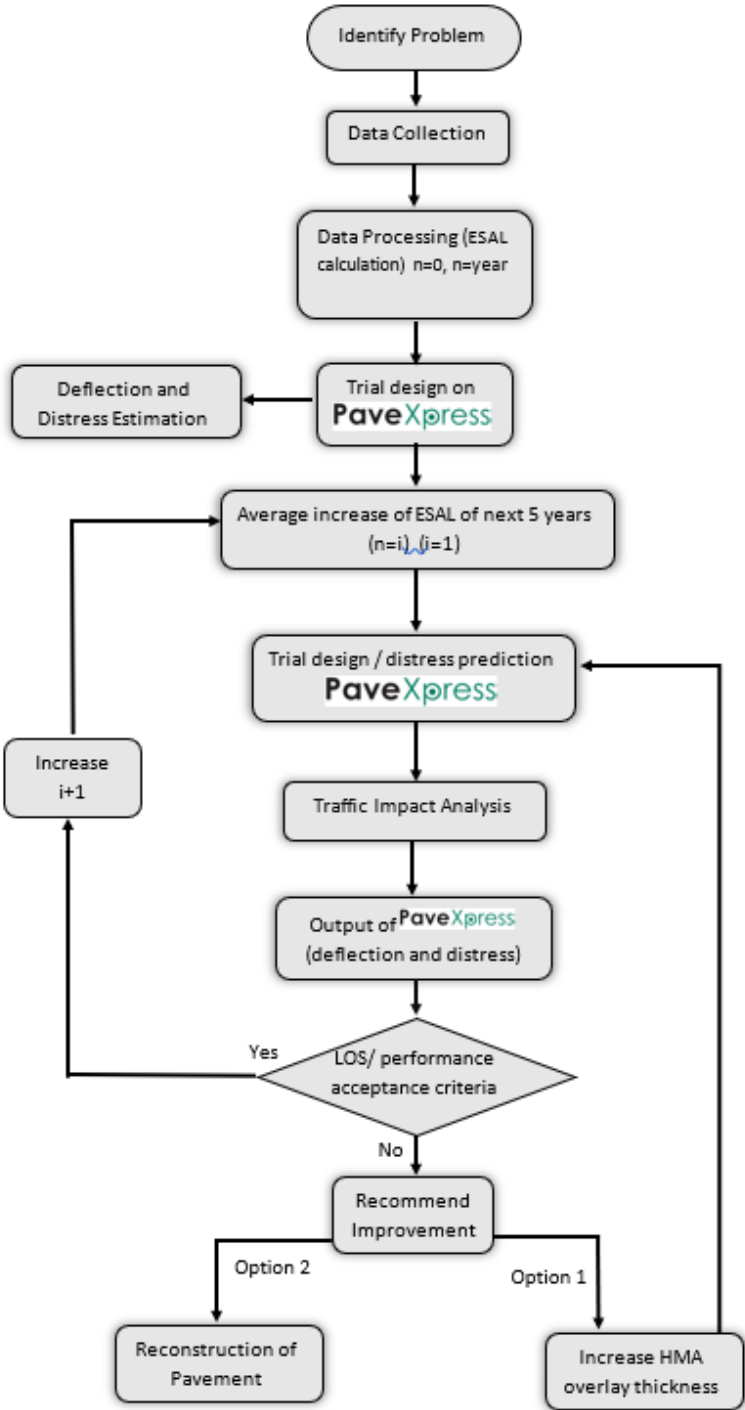 Identify Problem
Data Collection
Data Processing (ESAL
calculation) n=0, n=year
Trial design on
PaveXpress
Deflection and
Distress Estimation
Average increase of ESAL of next 5 years
(n=i) (i=1)
Trial design / distress prediction
PaveXpress
Increase
i+1
Traffic Impact Analysis
Output of PaveXpress
(deflection and distress)
Yes
LOS/ performance
acceptance criteria
No
Recommend
Improvement
Option 2
Option 1
Reconstruction of
Pavement
Increase HMA
overlay thickness